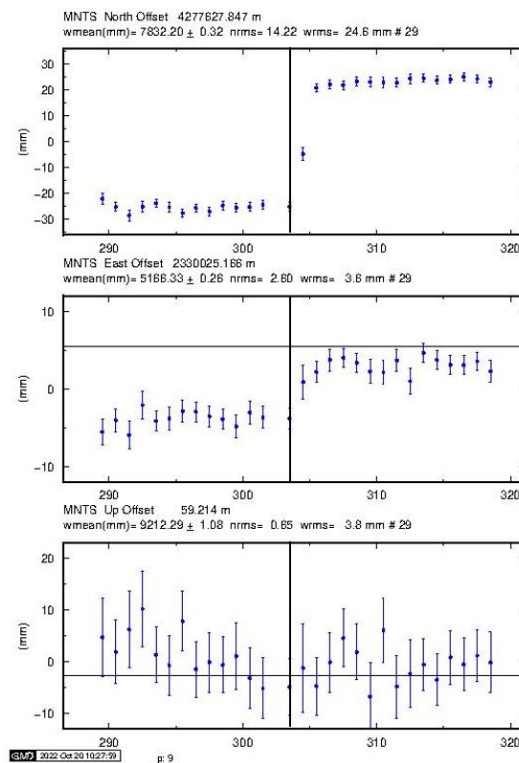 MNTS North Offset 4277627.847 m
wmean(mm)= 7832.20 ± 0.32 nrms= 14.22 wrms= 24.6 mm # 29
30
20
10
0
-10
-20
-30
(mm)
290 300 310 320
MNTS East Offset 2330025.166 m
wmean(mm)= 5166.33 ± 0.26 nrms= 2.60 wrms= 3.6 mm # 29
10
0
-10
(mm)
290 300 310 320
MNTS Up Offset 59.214 m
wmean(mm)= 9212.29 ± 1.08 nrms= 0.65 wrms= 3.8 mm # 29
20
10
0
-10
(mm)
290 300 310 320
GMT 2022 Oct 20 10:27:59 p: 9